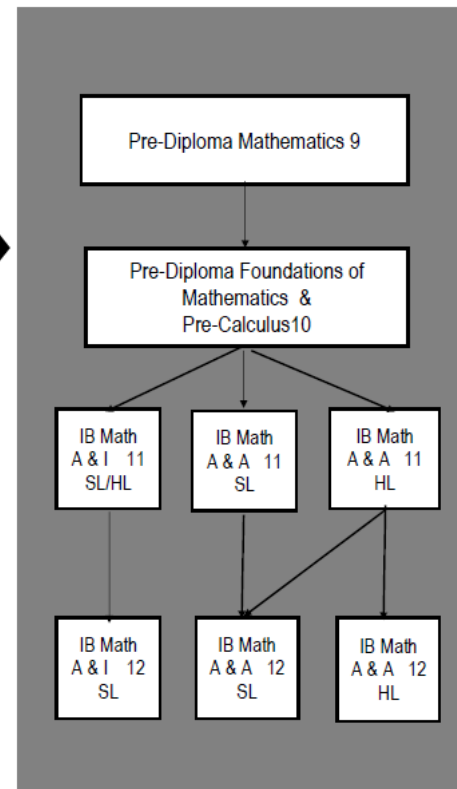 Pre-Diploma Mathematics 9
Pre-Diploma Foundations of
Mathematics &
Pre-Calculus10
IB Math
A & I 11
SL/HL
IB Math
A & A 11
SL
IB Math
A & A 11
HL
IB Math
A & I 12
SL
IB Math
A & A 12
SL
IB Math
A & A 12
HL